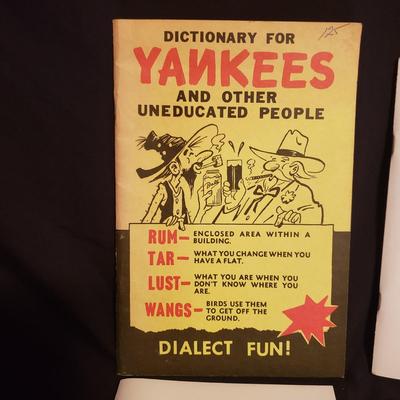 125
DICTIONARY FOR
YANKEES
AND OTHER
UNEDUCATED PEOPLE
RUM— ENCLOSED AREA WITHIN A
BUILDING.
TAR— WHAT YOU CHANGE WHEN YOU
HAVE A FLAT.
LUST— WHAT YOU ARE WHEN YOU
DON'T KNOW WHERE YOU
ARE.
WANGS— BIRDS USE THEM
TO GET OFF THE
GROUND.
DIALECT FUN!